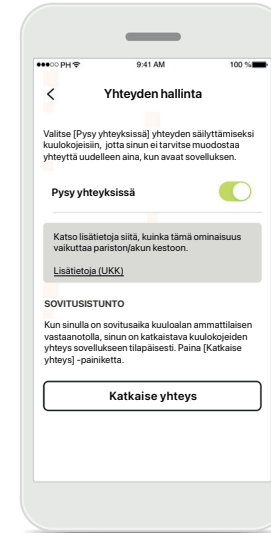 PH 9:41 AM 100 %
Yhteyden hallinta
Valitse [Pysy yhteyksissä] yhteyden säilyttämiseksi
kuulokojeisiin, jotta sinun ei tarvitse muodostaa
yhteyttä uudelleen aina, kun avaat sovelluksen.
Pysy yhteyksissä
Katso lisätietoja siitä, kuinka tämä ominaisuus
vaikuttaa pariston/akun kestoon.
Lisätietoja (UKK)
SOVITUSISTUNTO
Kun sinulla on sovitusaika kuuloalan ammattilaisen
vastaanotolla, sinun on katkaistava kuulokojeiden
yhteys sovellukseen tilapäisesti. Paina [Katkaise
yhteys] -painiketta.
Katkaise yhteys